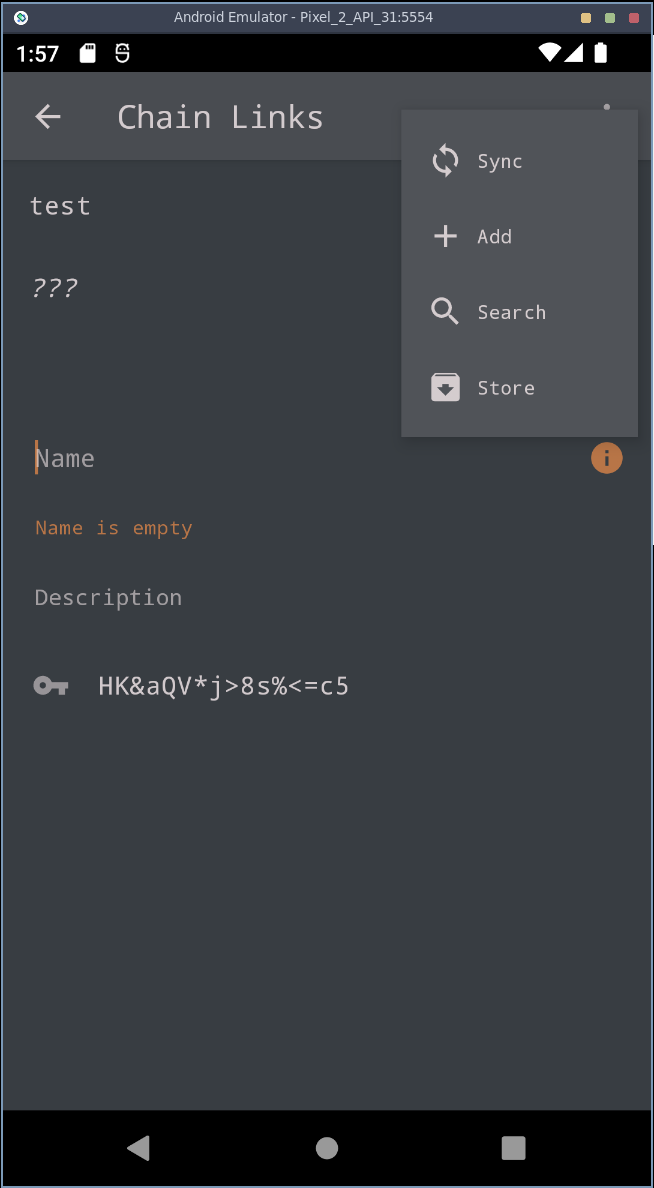 Android Emulator - Pixel_2_API_31:5554
1:57
Chain Links
Sync
Add
Search
Store
test
???
Name
Name is empty
Description
HK&aQV*j>8s%<=c5